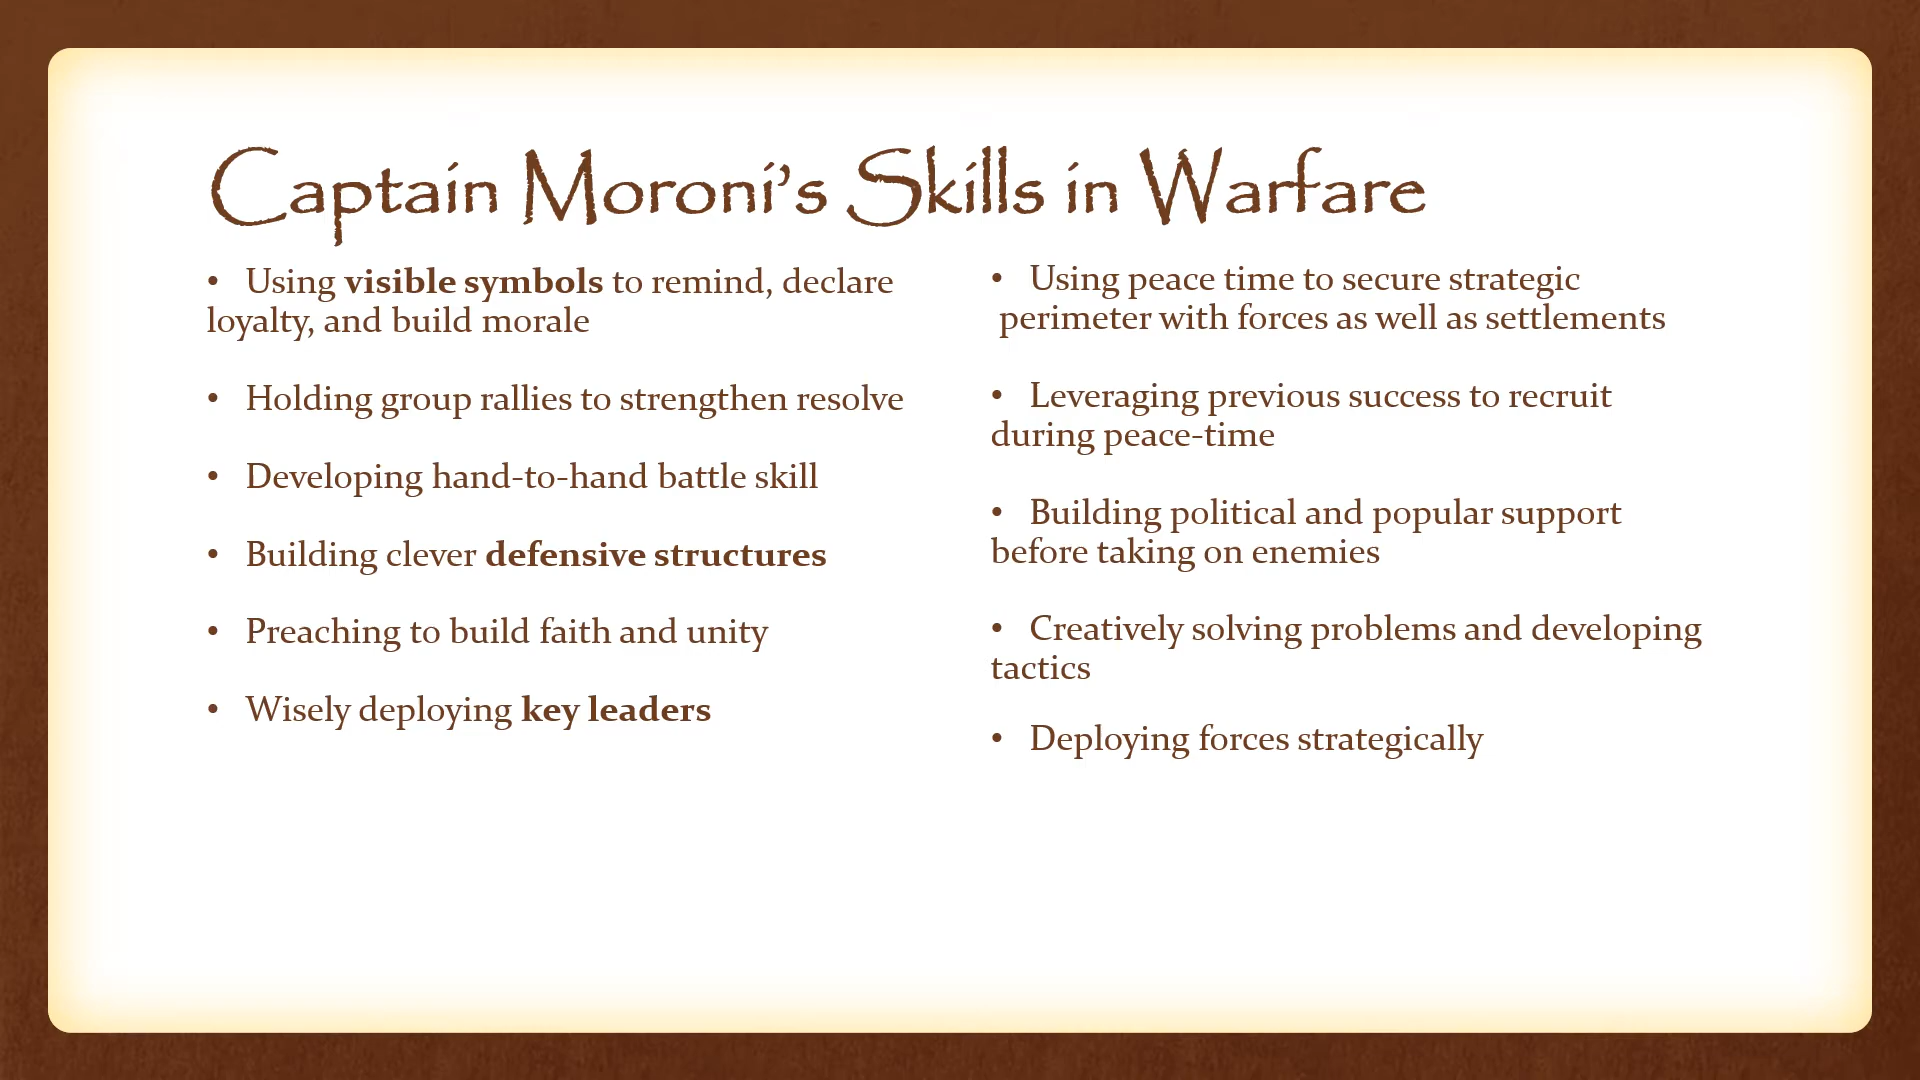 Captain Moroni's Skills in Warfare
• Using visible symbols to remind, declare
loyalty, and build morale
• Holding group rallies to strengthen resolve
• Developing hand-to-hand battle skill
• Building clever defensive structures
• Preaching to build faith and unity
• Wisely deploying key leaders
• Using peace time to secure strategic
perimeter with forces as well as settlements
• Leveraging previous success to recruit
during peace-time
• Building political and popular support
before taking on enemies
• Creatively solving problems and developing
tactics
• Deploying forces strategically